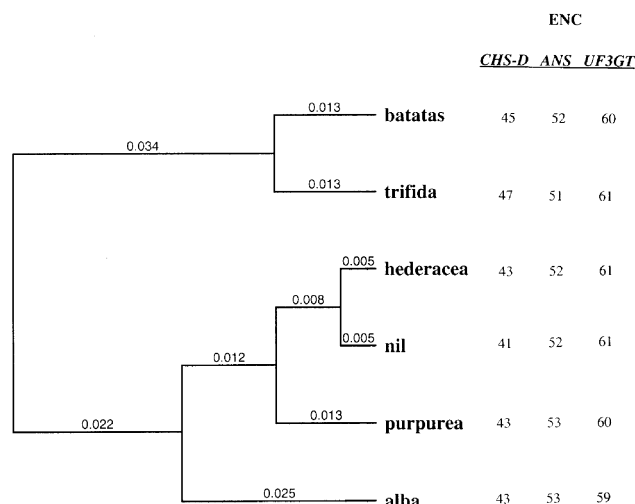 ENC
CHS-D ANS UF3GT
0.013 batatas 45 52 60
0.034
0.013 trifida 47 51 61
0.005 hederacea 43 52 61
0.008
0.005 nil 41 52 61
0.012
0.013 purpurea 43 53 60
0.022
0.025 alba 43 53 59